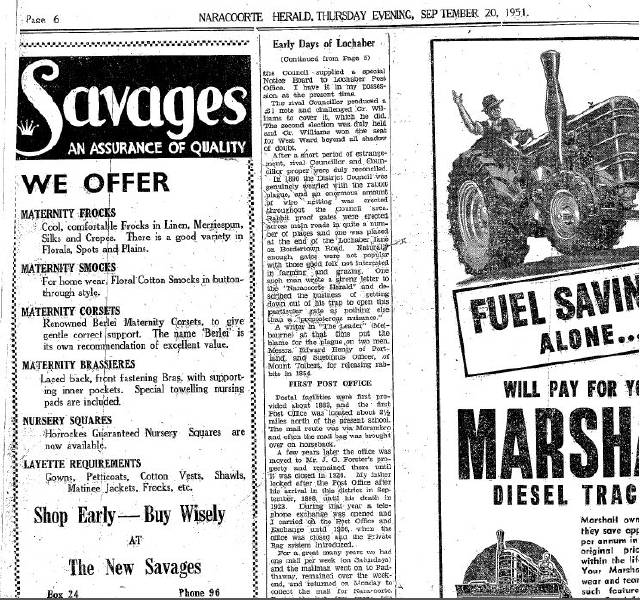 Page 6
NARACOORTE HERALD, THURSDAY EVENING, SEPTEMBER 20, 1951.
Savages
AN ASSURANCE OF QUALITY
WE OFFER
MATERNITY FROCKS
Cool, comfortable Frocks in Linen, Merrispun,
Silks and Crepes. There is a good variety in
Florals, Spots and Plains.
MATERNITY SMOCKS
For home wear, Floral Cotton Smocks in button-
through style.
MATERNITY CORSETS
Renowned Berlei Maternity Corsets, to give
gentle correct support. The name 'Berlei' is
its own recommendation of excellent value.
MATERNITY BRASSIERES
Laced back, front fastening Bras, with support-
ing inner pockets. Special towelling nursing
pads are included.
NURSERY SQUARES
Horrockes Guaranteed Nursery Squares are
now available.
LAYETTE REQUIREMENTS
Gowns, Petticoats, Cotton Vests, Shawls,
Matinee Jackets, Frocks, etc.
Shop Early — Buy Wisely
AT
The New Savages
Box 24 Phone 96
Early Days of Lochaber
(Continued from Page 5)
the Council supplied a special
Notice Board to Lochaber Post
Office. I have it in my posses-
sion at the present time.
The rival Councillor produced a
£1 note and challenged Cr. Wil-
liams to cover it, which he did.
The second election was duly held
and Cr. Williams won the seat
for West Ward beyond all shadow
of doubt.
After a short period of estrange-
ment, rival Councillor and Coun-
cillor proper were duly reconciled.
In 1890 the District Council was
genuinely worried with the rabbit
plague, and an enormous amount
of wire netting was erected
throughout the Council area.
Rabbit proof gates were erected
across main roads in quite a num-
ber of places and one was placed
at the end of the Lochaber lane
on Bordertown Road. Naturally
enough gates were not popular
with those good folk not interested
in farming and grazing. One
such man wrote a strong letter to
the "Naracoorte Herald" and de-
scribed the business of getting
down out of his trap to open this
particular gate as nothing else
than a "preposterous nuisance."
A writer in "The Leader" (Mel-
bourne) at that time put the
blame for the plague on two men,
Messrs. Edward Henty of Port-
land, and Officer, of
Mount Talbert, for releasing rab-
bits in
FIRST POST OFFICE
Postal facilities were first pro-
vided about 1882, and the first
Post Office was located about 2½
miles north of the present school.
The mail route was via Morambro
and often the mail bag was brought
over on horseback.
A few years later the office was
moved to Mr. J. G. Forster's pro-
perty and remained there until
it was closed in 1926. My father
looked after the Post Office after
his arrival in this district in Sep-
tember, 1898, until his death in
1923. During that year a tele-
phone exchange was opened and
I carried on the Post Office and
Exchange until 1926, when the
office was closed and the Private
Bag system introduced.
For a great many years we had
one mail per week (on Saturdays)
and the mailman went on to Pad-
thaway, remained over the week-
end, and returned on Monday to
collect the mail for Naracoorte.
FUEL SAVIN
ALONE...
WILL PAY FOR Y
MARSHA
DIESEL TRAC
Marshall own
they save app
per annum in
original pric
within the lif
Your Marsha
wear and tear
such feature